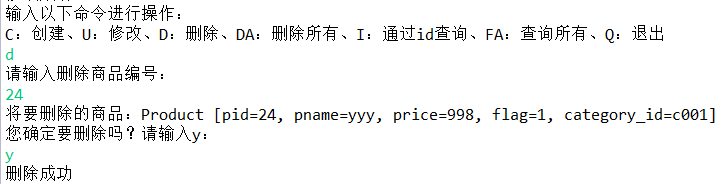 输入以下命令进行操作:
C: 创建、U: 修改、D: 删除、DA: 删除所有、I: 通过id查询、FA: 查询所有、Q: 退出
d
请输入删除商品编号:
24
将要删除的商品: Product [pid=24, pname=yyy, price=998, flag=1, category_id=c001]
您确定要删除吗? 请输入y:
y
删除成功